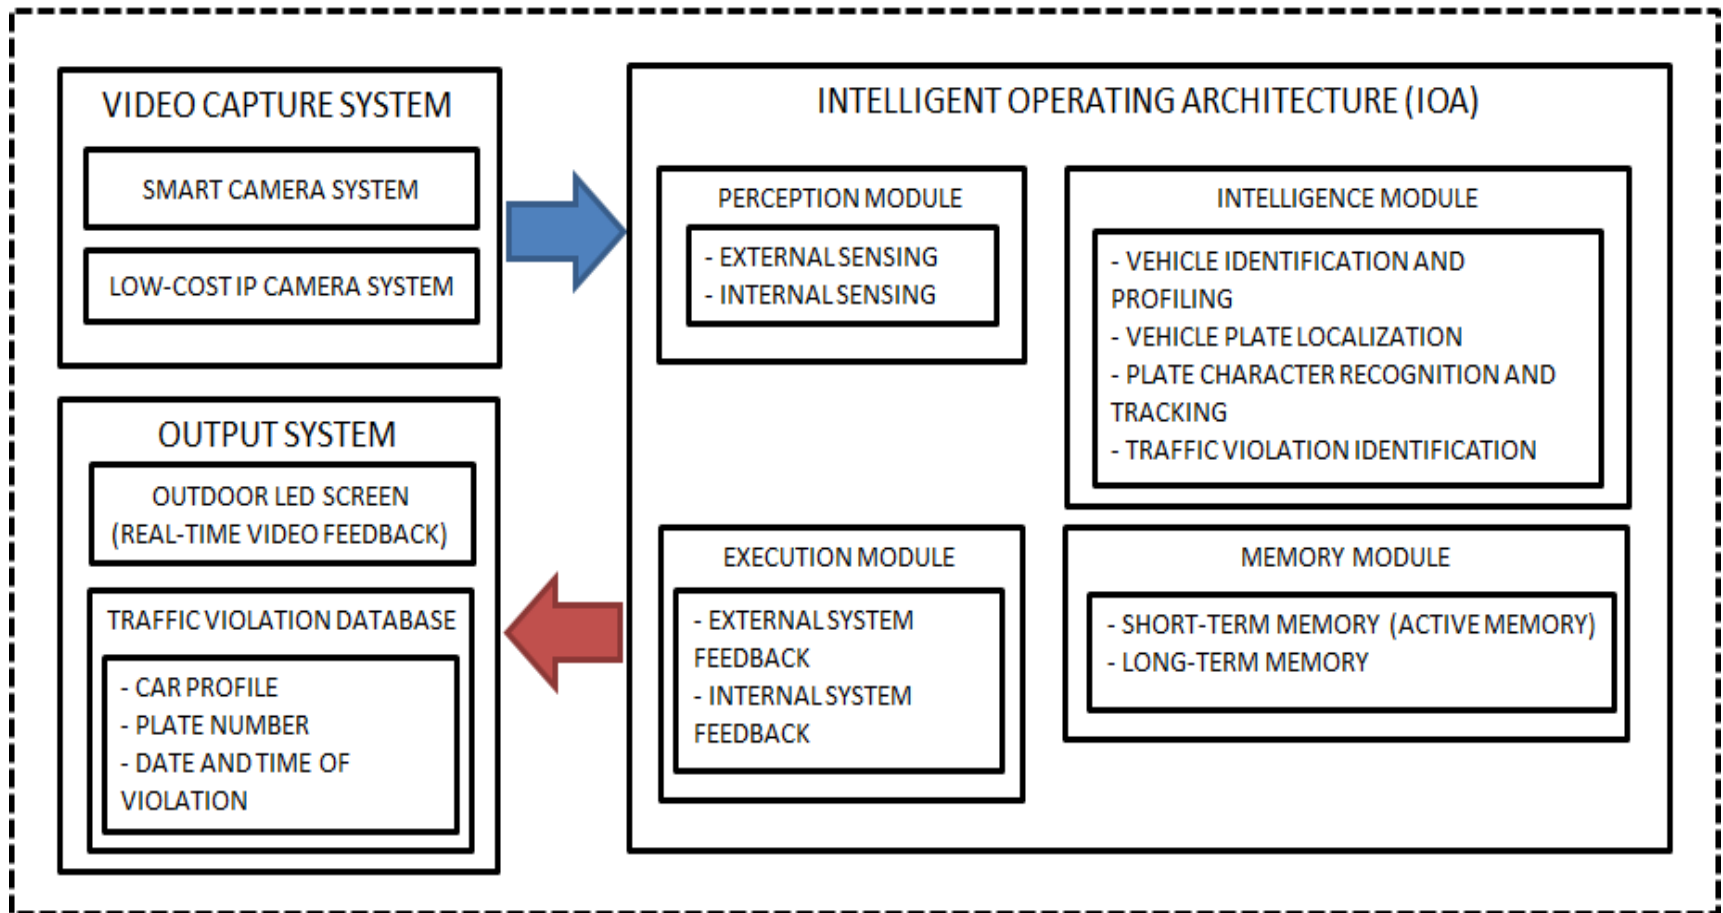 VIDEO CAPTURE SYSTEM
SMART CAMERA SYSTEM
LOW-COST IP CAMERA SYSTEM
OUTPUT SYSTEM
OUTDOOR LED SCREEN
(REAL-TIME VIDEO FEEDBACK)
TRAFFIC VIOLATION DATABASE
- CAR PROFILE
- PLATE NUMBER
- DATE AND TIME OF
VIOLATION
INTELLIGENT OPERATING ARCHITECTURE (IOA)
PERCEPTION MODULE
- EXTERNAL SENSING
- INTERNAL SENSING
INTELLIGENCE MODULE
- VEHICLE IDENTIFICATION AND
PROFILING
- VEHICLE PLATE LOCALIZATION
- PLATE CHARACTER RECOGNITION AND
TRACKING
- TRAFFIC VIOLATION IDENTIFICATION
EXECUTION MODULE
- EXTERNAL SYSTEM
FEEDBACK
- INTERNAL SYSTEM
FEEDBACK
MEMORY MODULE
- SHORT-TERM MEMORY (ACTIVE MEMORY)
- LONG-TERM MEMORY